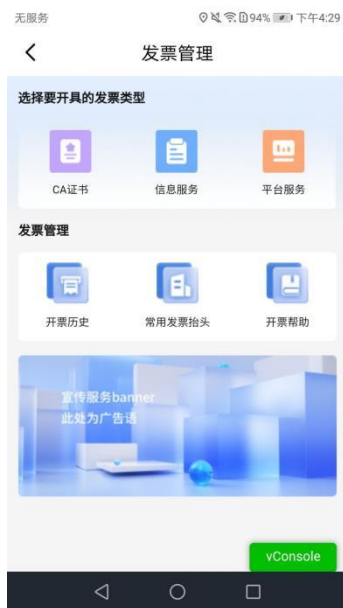 无服务 94% 下午4:29
发票管理
选择要开具的发票类型
CA证书 信息服务 平台服务
发票管理
开票历史 常用发票抬头 开票帮助
宣传服务banner
此处为广告语
vConsole